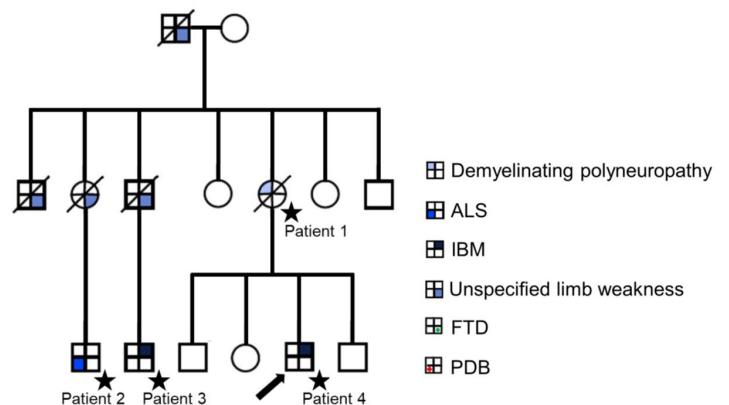 Demyelinating polyneuropathy
ALS
Patient 1
IBM
Unspecified limb weakness
FTD
PDB
Patient 2
Patient 3
Patient 4